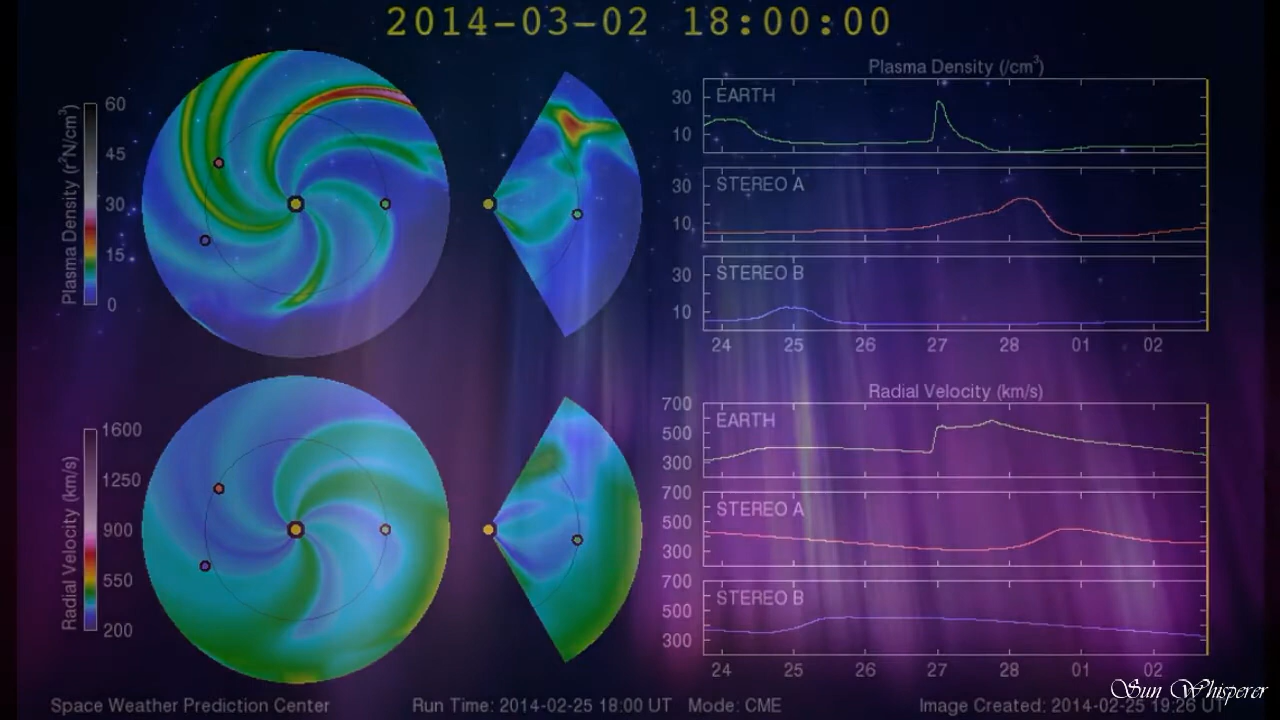 2014-03-02 18:00:00
Plasma Density (r²N/cm³)
60
45
30
15
0
Plasma Density (/cm³)
EARTH
30
10
STEREO A
30
10
STEREO B
30
10
24 25 26 27 28 01 02
Radial Velocity (km/s)
1600
1250
900
550
200
Radial Velocity (km/s)
EARTH
700
500
300
STEREO A
700
500
300
STEREO B
700
500
300
24 25 26 27 28 01 02
Space Weather Prediction Center
Run Time: 2014-02-25 18:00 UT Mode: CME
Image Created: 2014-02-25 19:26 UT
Sun Whisperer